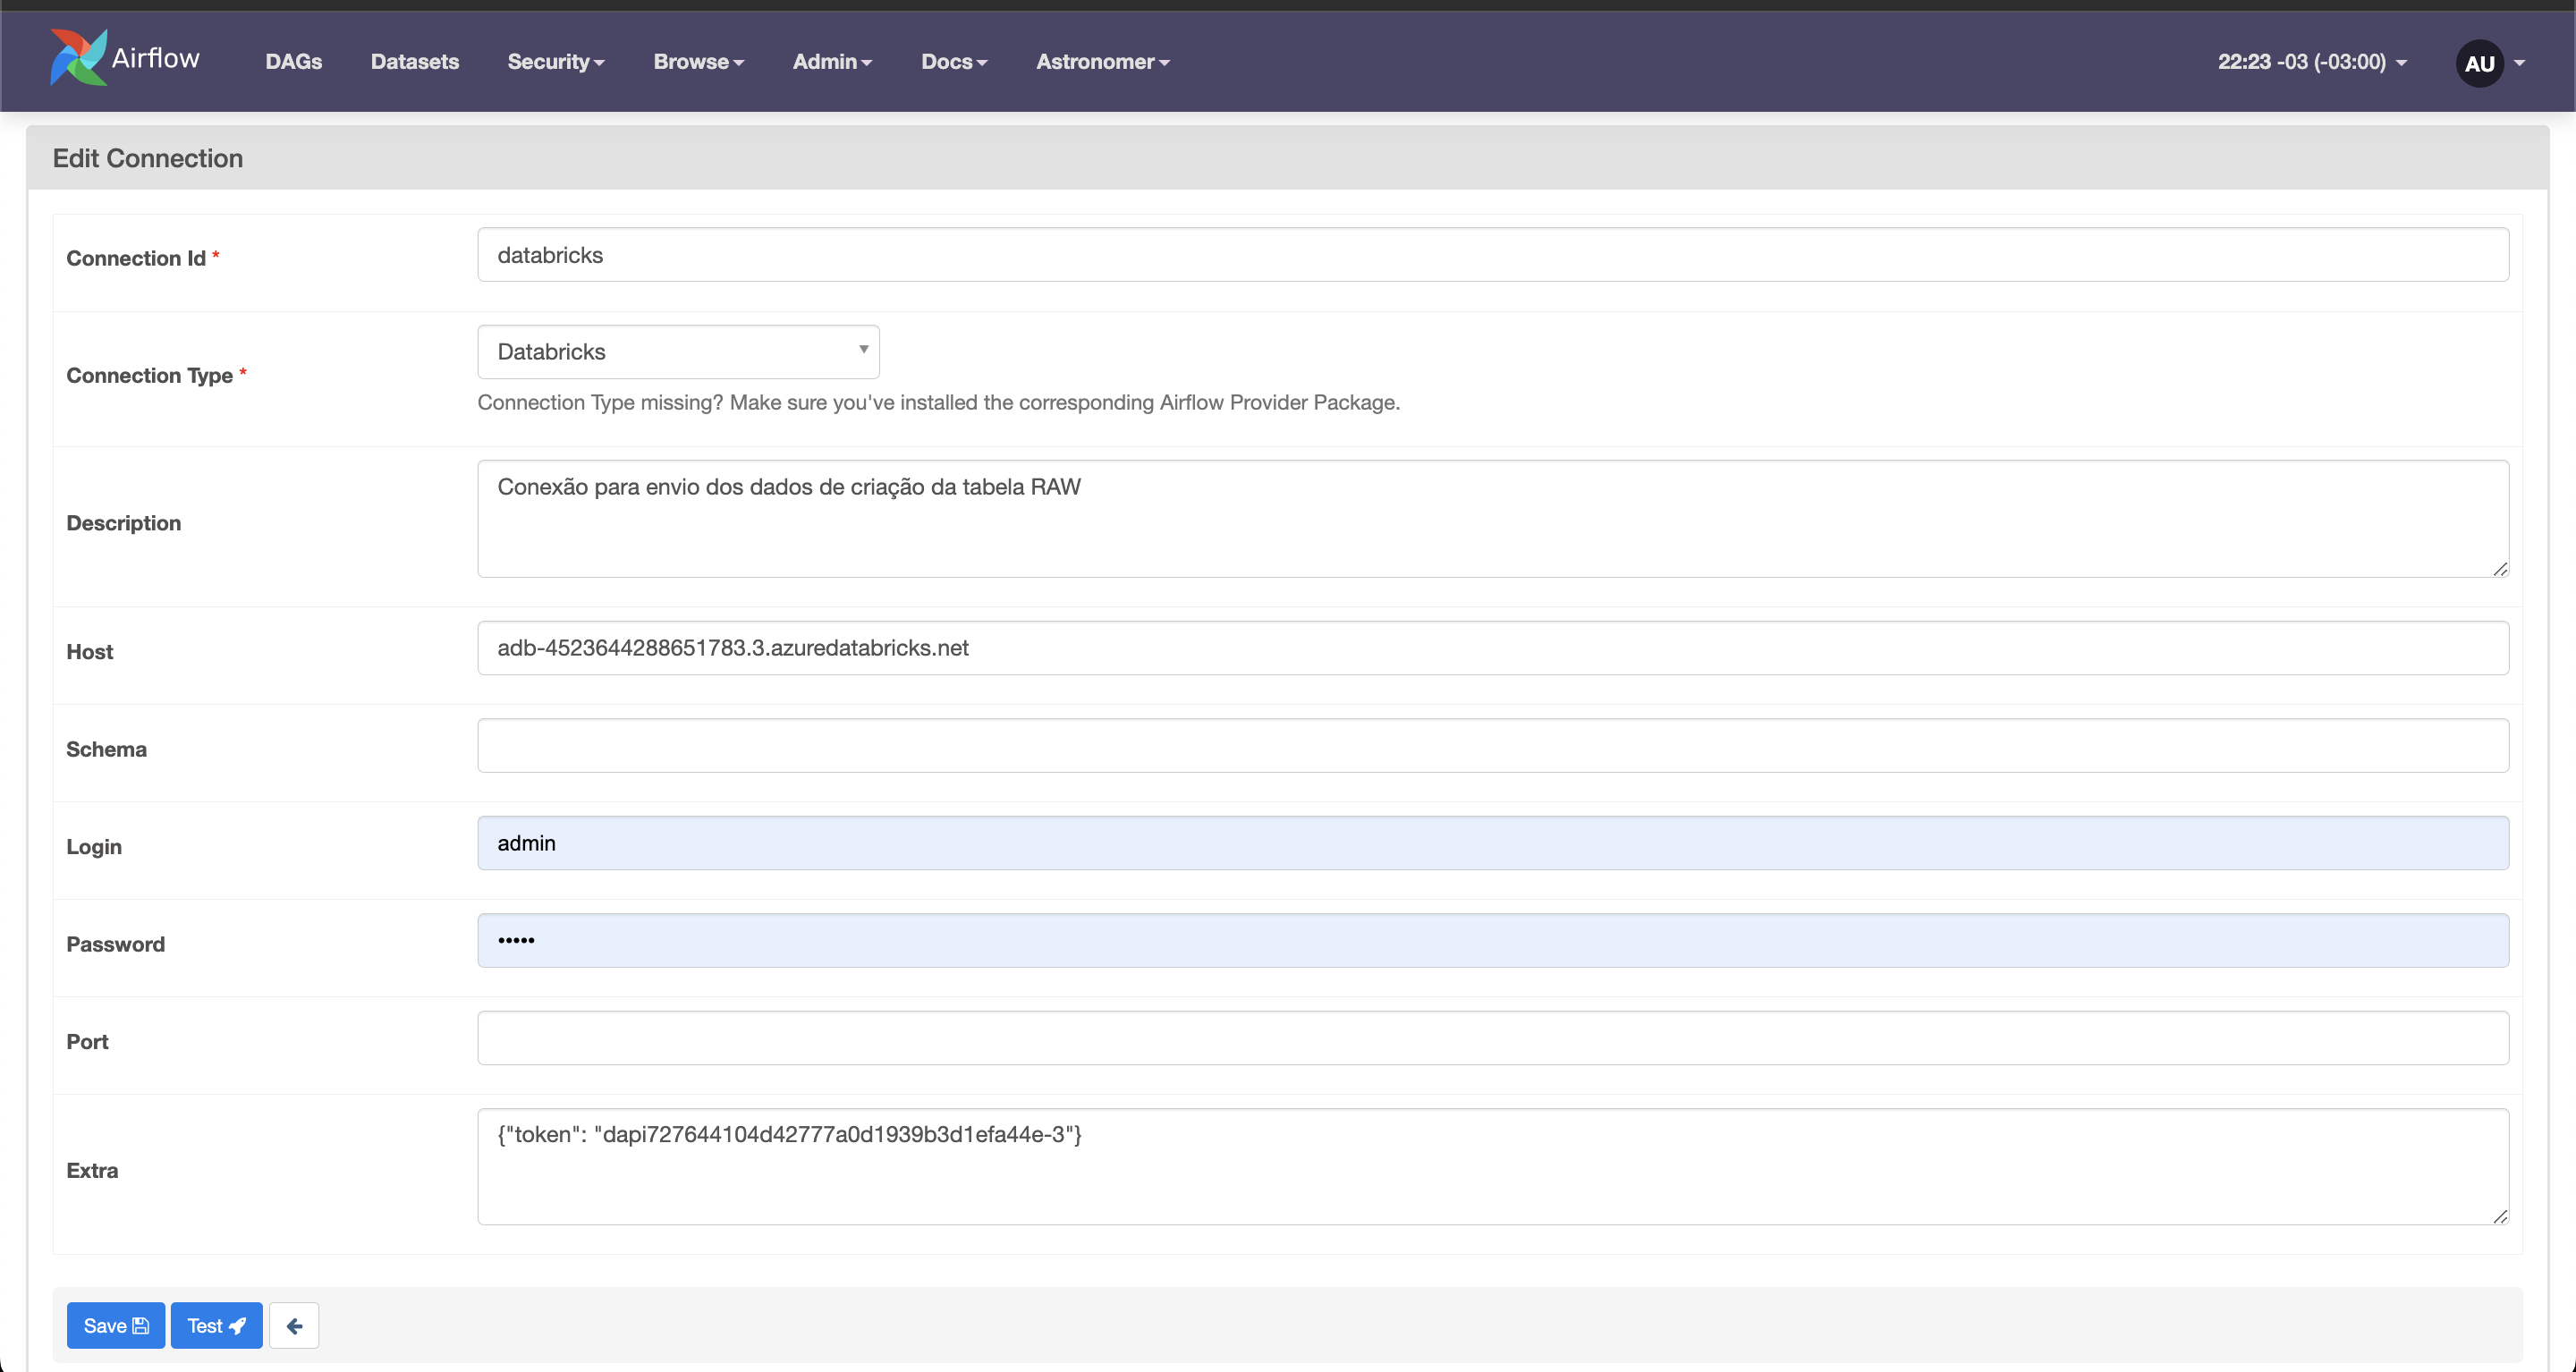 Airflow
DAGs Datasets Security Browse Admin Docs Astronomer 22:23 -03 (-03:00) AU
Edit Connection
Connection Id * databricks
Connection Type * Databricks
Connection Type missing? Make sure you've installed the corresponding Airflow Provider Package.
Description Conexão para envio dos dados de criação da tabela RAW
Host adb-4523644288651783.3.azuredatabricks.net
Schema
Login admin
Password •••••
Port
Extra {"token": "dapi727644104d42777a0d1939b3d1efa44e-3"}
Save Test